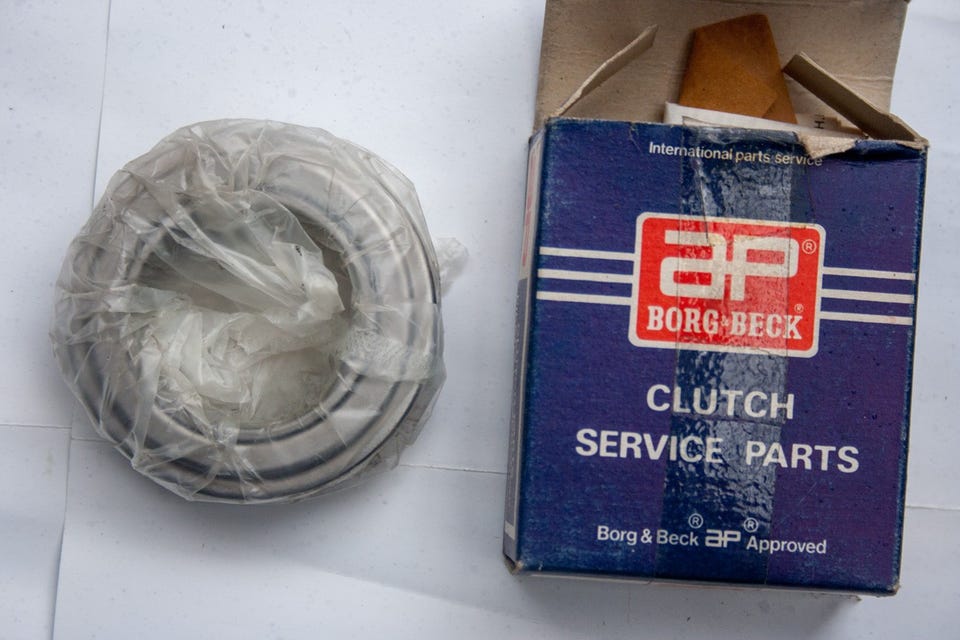 International parts service
ap®
BORG & BECK®
CLUTCH
SERVICE PARTS
Borg & Beck® ap® Approved